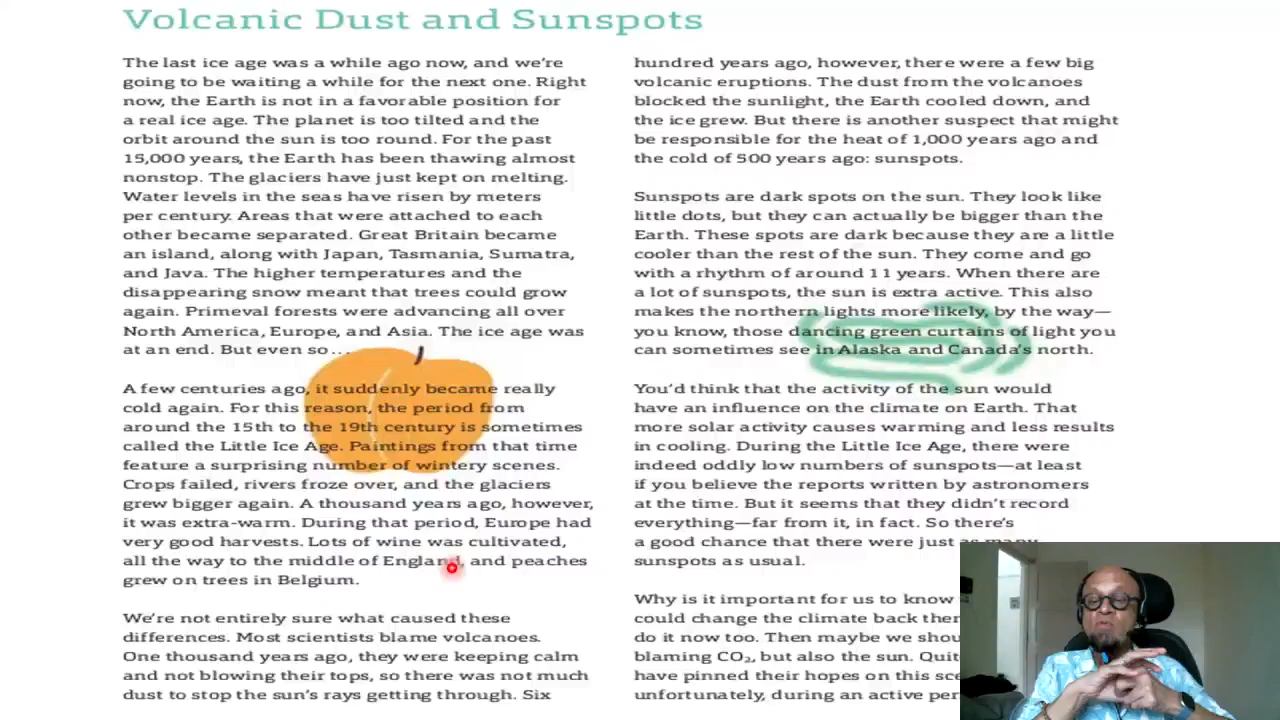 Volcanic Dust and Sunspots
The last ice age was a while ago now, and we're
going to be waiting a while for the next one. Right
now, the Earth is not in a favorable position for
a real ice age. The planet is too tilted and the
orbit around the sun is too round. For the past
15,000 years, the Earth has been thawing almost
nonstop. The glaciers have just kept on melting.
Water levels in the seas have risen by meters
per century. Areas that were attached to each
other became separated. Great Britain became
an island, along with Japan, Tasmania, Sumatra,
and Java. The higher temperatures and the
disappearing snow meant that trees could grow
again. Primeval forests were advancing all over
North America, Europe, and Asia. The ice age was
at an end. But even so...
A few centuries ago, it suddenly became really
cold again. For this reason, the period from
around the 15th to the 19th century is sometimes
called the Little Ice Age. Paintings from that time
feature a surprising number of wintery scenes.
Crops failed, rivers froze over, and the glaciers
grew bigger again. A thousand years ago, however,
it was extra-warm. During that period, Europe had
very good harvests. Lots of wine was cultivated,
all the way to the middle of England, and peaches
grew on trees in Belgium.
We're not entirely sure what caused these
differences. Most scientists blame volcanoes.
One thousand years ago, they were keeping calm
and not blowing their tops, so there was not much
dust to stop the sun's rays getting through. Six
hundred years ago, however, there were a few big
volcanic eruptions. The dust from the volcanoes
blocked the sunlight, the Earth cooled down, and
the ice grew. But there is another suspect that might
be responsible for the heat of 1,000 years ago and
the cold of 500 years ago: sunspots.
Sunspots are dark spots on the sun. They look like
little dots, but they can actually be bigger than the
Earth. These spots are dark because they are a little
cooler than the rest of the sun. They come and go
with a rhythm of around 11 years. When there are
a lot of sunspots, the sun is extra active. This also
makes the northern lights more likely, by the way—
you know, those dancing green curtains of light you
can sometimes see in Alaska and Canada's north.
You'd think that the activity of the sun would
have an influence on the climate on Earth. That
more solar activity causes warming and less results
in cooling. During the Little Ice Age, there were
indeed oddly low numbers of sunspots—at least
if you believe the reports written by astronomers
at the time. But it seems that they didn't record
everything—far from it, in fact. So there's
a good chance that there were just as many
sunspots as usual.
Why is it important for us to know
could change the climate back
do it now too. Then maybe we
blaming CO₂, but also the sun.
have pinned their hopes on this
unfortunately, during an active